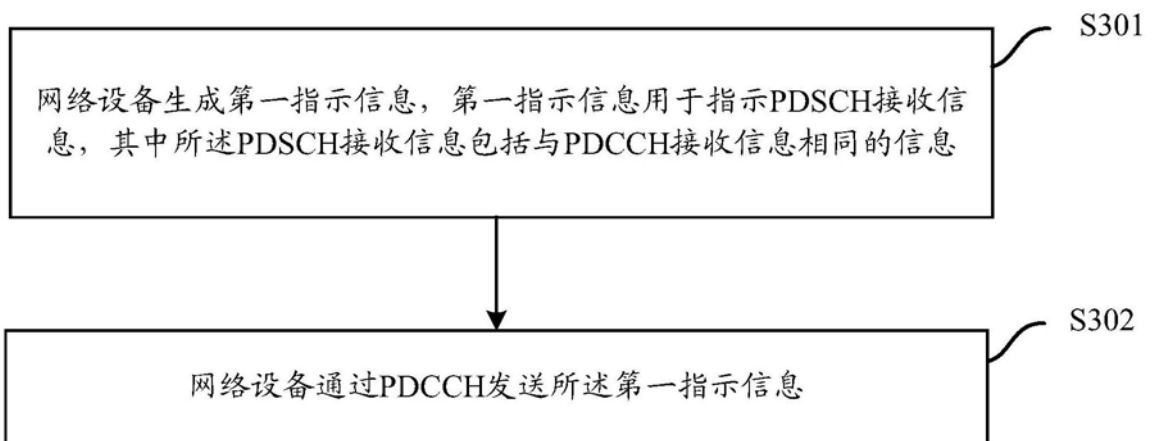 S301
网络设备生成第一指示信息，第一指示信息用于指示PDSCH接收信
息，其中所述PDSCH接收信息包括与PDCCH接收信息相同的信息
S302
网络设备通过PDCCH发送所述第一指示信息